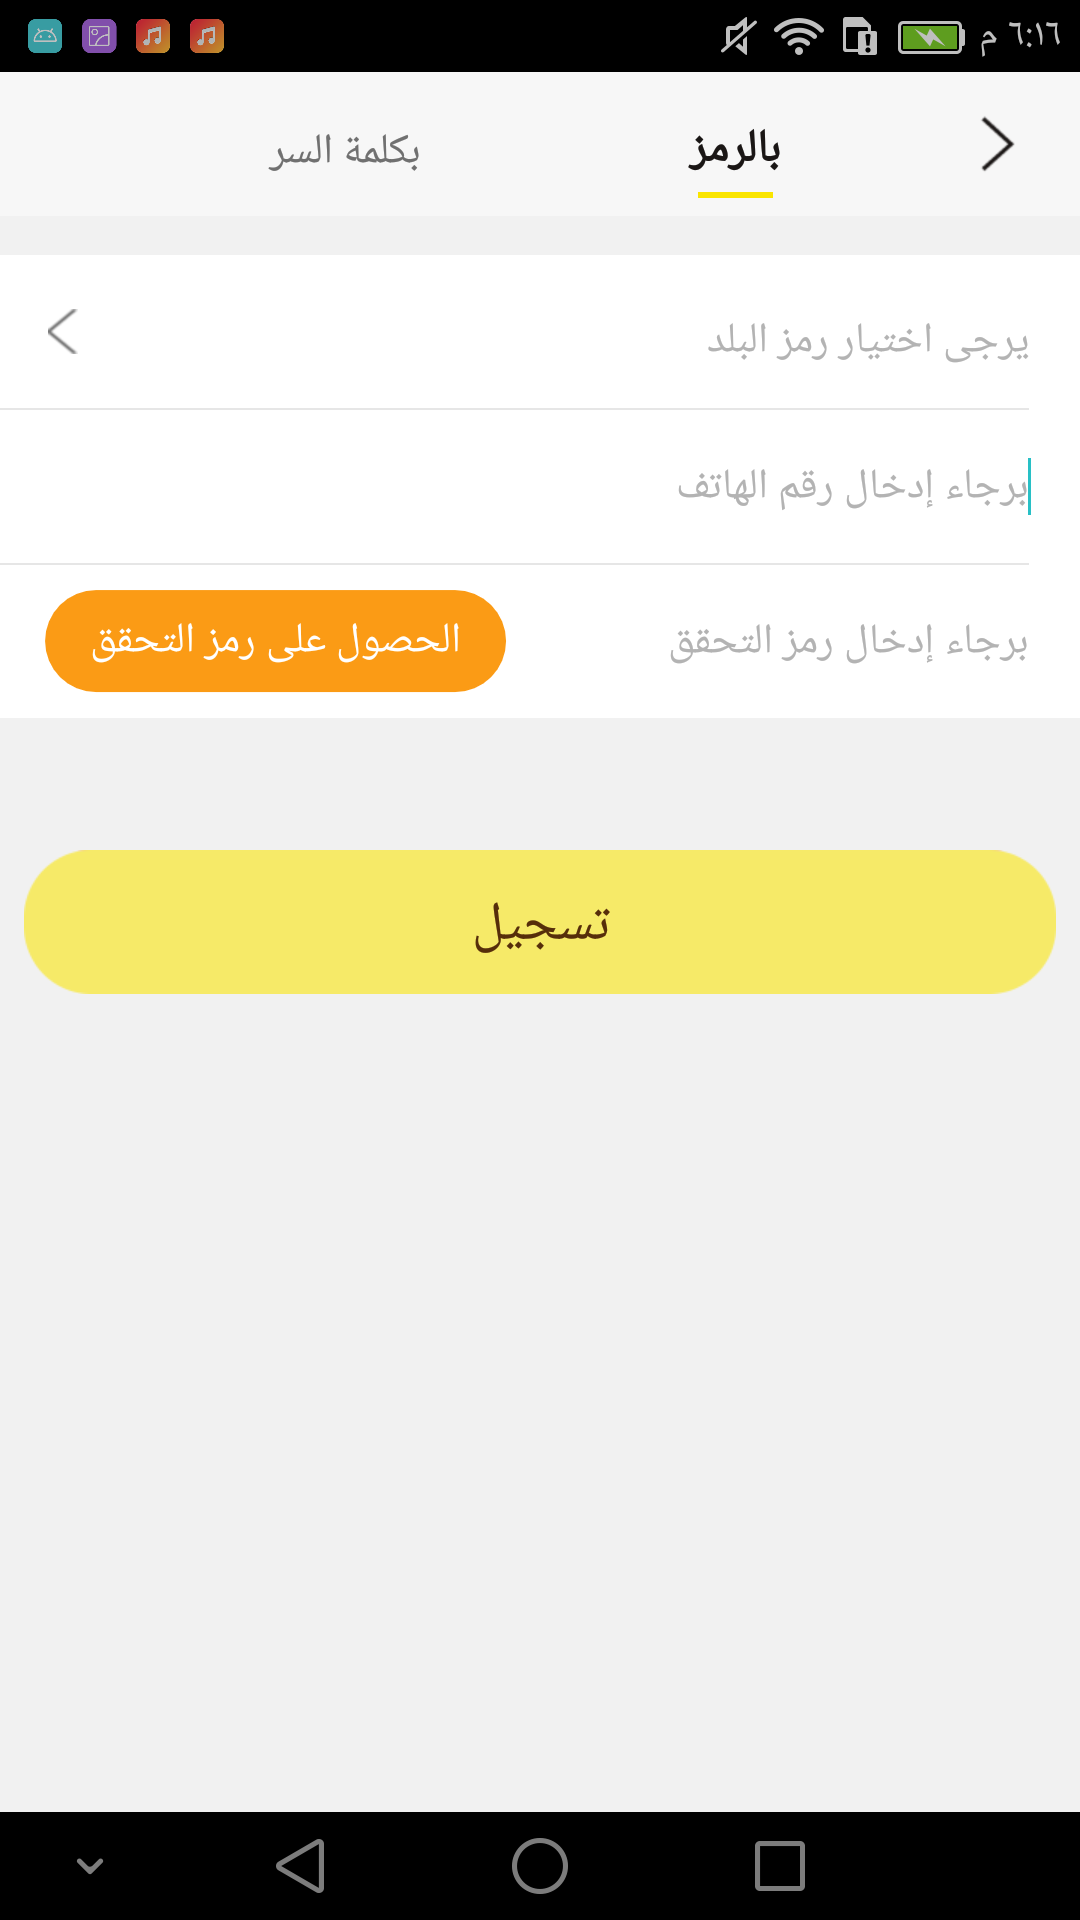 ٦:١٦ م
بالرمز
بكلمة السر
يرجى اختيار رمز البلد
برجاء إدخال رقم الهاتف
برجاء إدخال رمز التحقق
الحصول على رمز التحقق
تسجيل